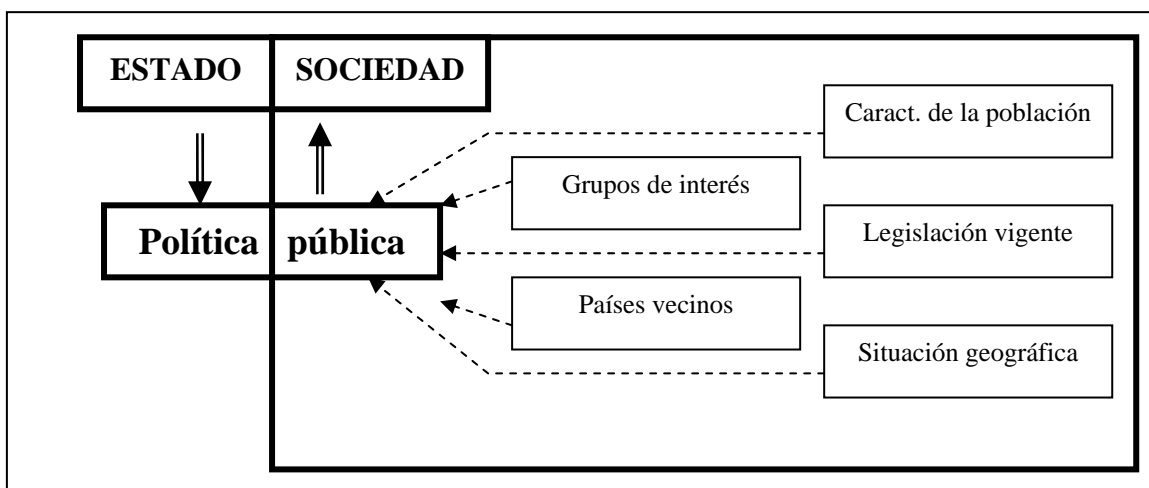 ESTADO SOCIEDAD
Caract. de la población
Grupos de interés
Política pública
Legislación vigente
Países vecinos
Situación geográfica